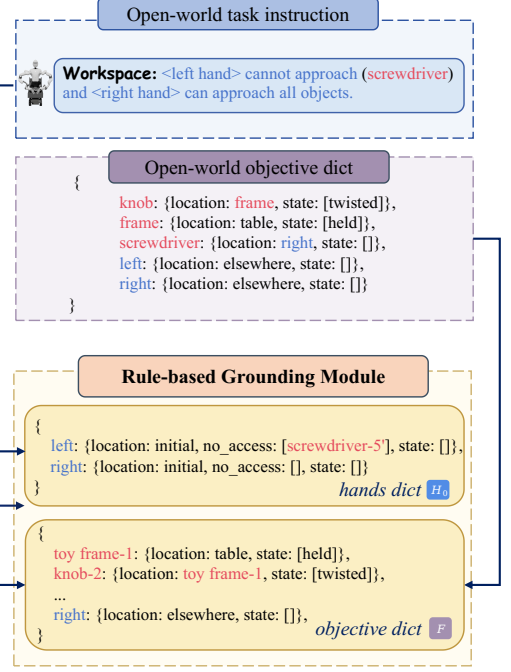 Open-world task instruction
Workspace: <left hand> cannot approach (screwdriver)
and <right hand> can approach all objects.
Open-world objective dict
{
knob: {location: frame, state: [twisted]},
frame: {location: table, state: [held]},
screwdriver: {location: right, state: []},
left: {location: elsewhere, state: []},
right: {location: elsewhere, state: []}
}
Rule-based Grounding Module
{
left: {location: initial, no_access: [screwdriver-5'], state: []},
right: {location: initial, no_access: [], state: []}
}
hands dict H₀
{
toy frame-1: {location: table, state: [held]},
knob-2: {location: toy frame-1, state: [twisted]},
...
right: {location: elsewhere, state: []},
}
objective dict F